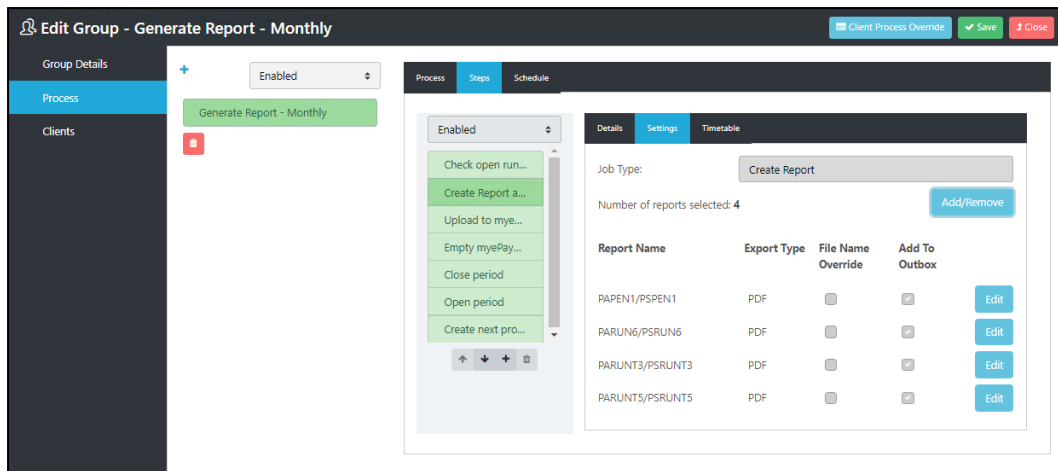 Edit Group - Generate Report - Monthly
Client Process Override
Save
Close
Group Details
Process
Clients
Enabled
Generate Report - Monthly
Process
Steps
Schedule
Enabled
Check open run...
Create Report a...
Upload to mye...
Empty myePay...
Close period
Open period
Create next pro...
Details
Settings
Timetable
Job Type:
Create Report
Number of reports selected: 4
Add/Remove
Report Name
Export Type
File Name
Override
Add To
Outbox
PAPEN1/PSPEN1
PDF
Edit
PARUN6/PSRUN6
PDF
Edit
PARUNT3/PSRUNT3
PDF
Edit
PARUNT5/PSRUNT5
PDF
Edit